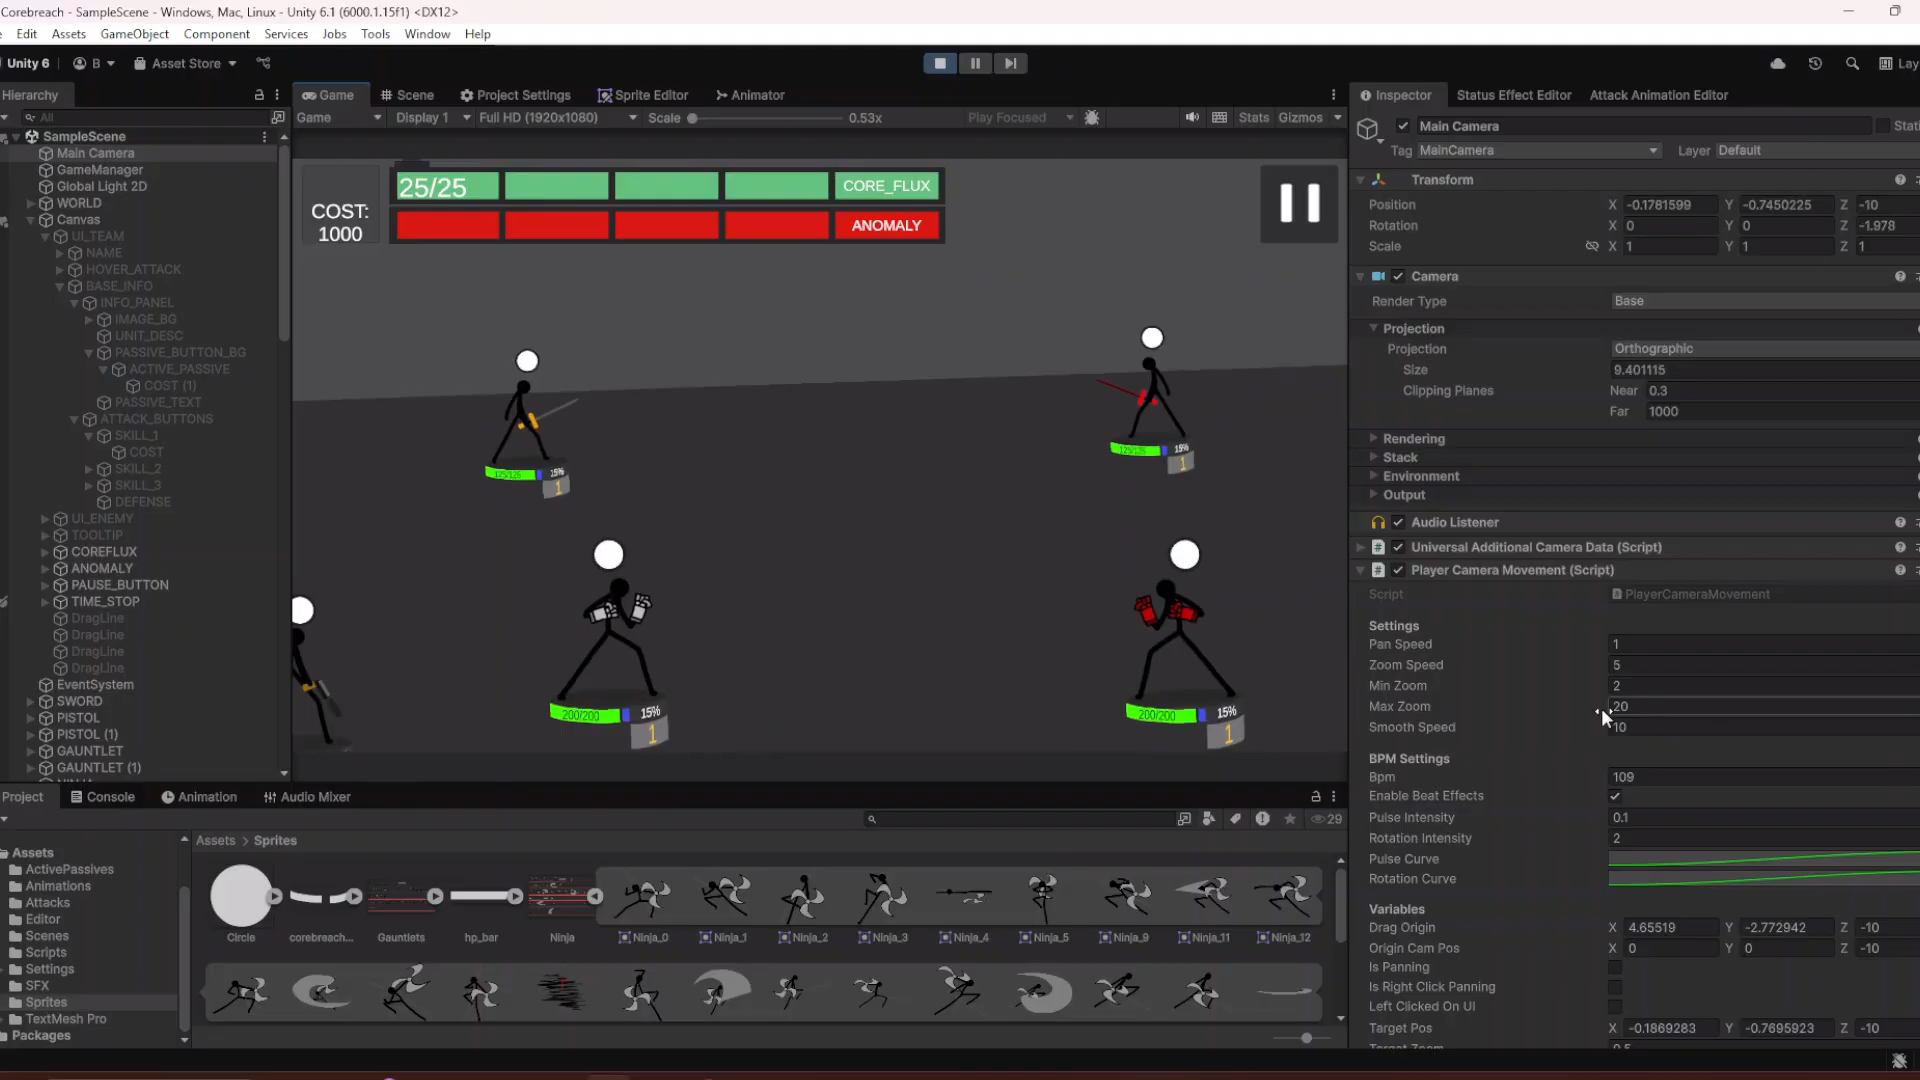 Corebreach - SampleScene - Windows, Mac, Linux - Unity 6.1 (6000.1.15f1) <DX12>
Edit Assets GameObject Component Services Jobs Tools Window Help
Unity 6 B Asset Store
Hierarchy
All
SampleScene
Main Camera
GameManager
Global Light 2D
WORLD
Canvas
UI_TEAM
NAME
HOVER_ATTACK
BASE_INFO
INFO_PANEL
IMAGE_BG
UNIT_DESC
PASSIVE_BUTTON_BG
ACTIVE_PASSIVE
COST (1)
PASSIVE_TEXT
ATTACK_BUTTONS
SKILL_1
COST
SKILL_2
SKILL_3
DEFENSE
UI_ENEMY
TOOLTIP
COREFLUX
ANOMALY
PAUSE_BUTTON
TIME_STOP
DragLine
DragLine
DragLine
DragLine
EventSystem
SWORD
PISTOL
PISTOL (1)
GAUNTLET
GAUNTLET (1)
Game Scene Project Settings Sprite Editor Animator
Game Display 1 Full HD (1920x1080) Scale 0.53x Play Focused Stats Gizmos
COST:
1000
25/25 CORE_FLUX
ANOMALY
125/125 15%
1
125/125 15%
1
200/200 15%
1
200/200 15%
1
Inspector Status Effect Editor Attack Animation Editor
Main Camera
Tag MainCamera Layer Default
Transform
Position X -0.1781599 Y -0.7450225 Z -10
Rotation X 0 Y 0 Z -1.978
Scale X 1 Y 1 Z 1
Camera
Render Type Base
Projection
Projection Orthographic
Size 9.401115
Clipping Planes Near 0.3
Far 1000
Rendering
Stack
Environment
Output
Audio Listener
Universal Additional Camera Data (Script)
Player Camera Movement (Script)
Script PlayerCameraMovement
Settings
Pan Speed 1
Zoom Speed 5
Min Zoom 2
Max Zoom 20
Smooth Speed 10
BPM Settings
Bpm 109
Enable Beat Effects
Pulse Intensity 0.1
Rotation Intensity 2
Pulse Curve
Rotation Curve
Variables
Drag Origin X 4.65519 Y -2.772942 Z -10
Origin Cam Pos X 0 Y 0 Z -10
Is Panning
Is Right Click Panning
Left Clicked On UI
Target Pos X -0.1869283 Y -0.7695923 Z -10
Project Console Animation Audio Mixer
29
Assets
ActivePassives
Animations
Attacks
Editor
Scenes
Scripts
Settings
SFX
Sprites
TextMesh Pro
Packages
Assets > Sprites
Circle corebreach... Gauntlets hp_bar Ninja Ninja_0 Ninja_1 Ninja_2 Ninja_3 Ninja_4 Ninja_5 Ninja_9 Ninja_11 Ninja_12